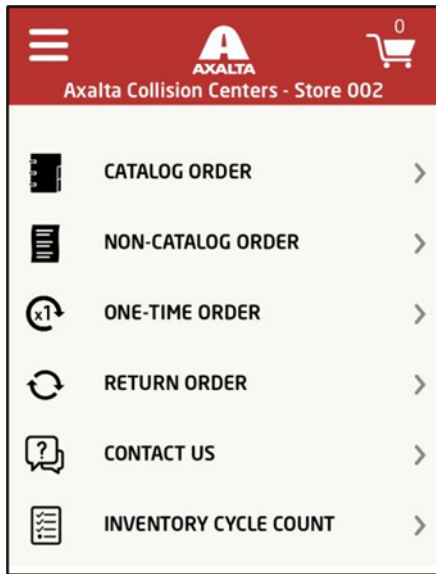 0
AXALTA
Axalta Collision Centers - Store 002
CATALOG ORDER
NON-CATALOG ORDER
x1
ONE-TIME ORDER
RETURN ORDER
?
CONTACT US
INVENTORY CYCLE COUNT